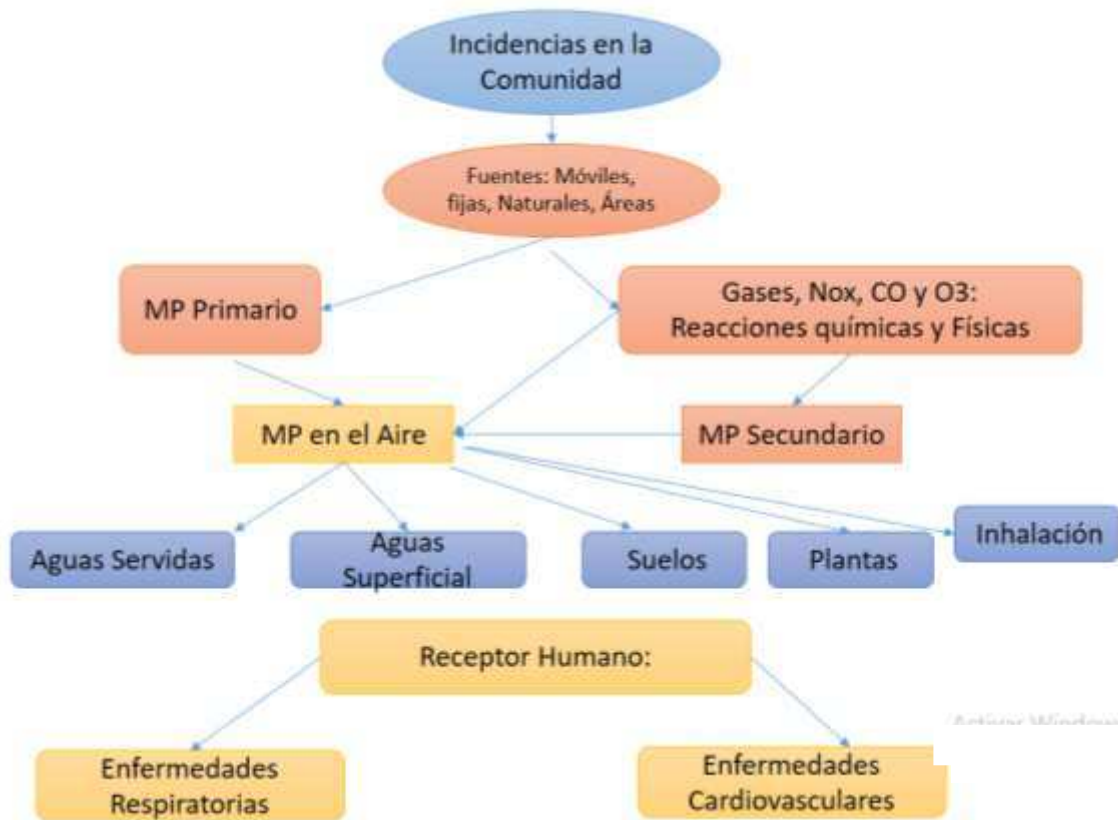 Incidencias en la
Comunidad
Fuentes: Móviles,
fijas, Naturales, Áreas
MP Primario
Gases, Nox, CO y O3:
Reacciones químicas y Físicas
MP en el Aire
MP Secundario
Aguas Servidas
Aguas
Superficial
Suelos
Plantas
Inhalación
Receptor Humano:
Enfermedades
Respiratorias
Enfermedades
Cardiovasculares